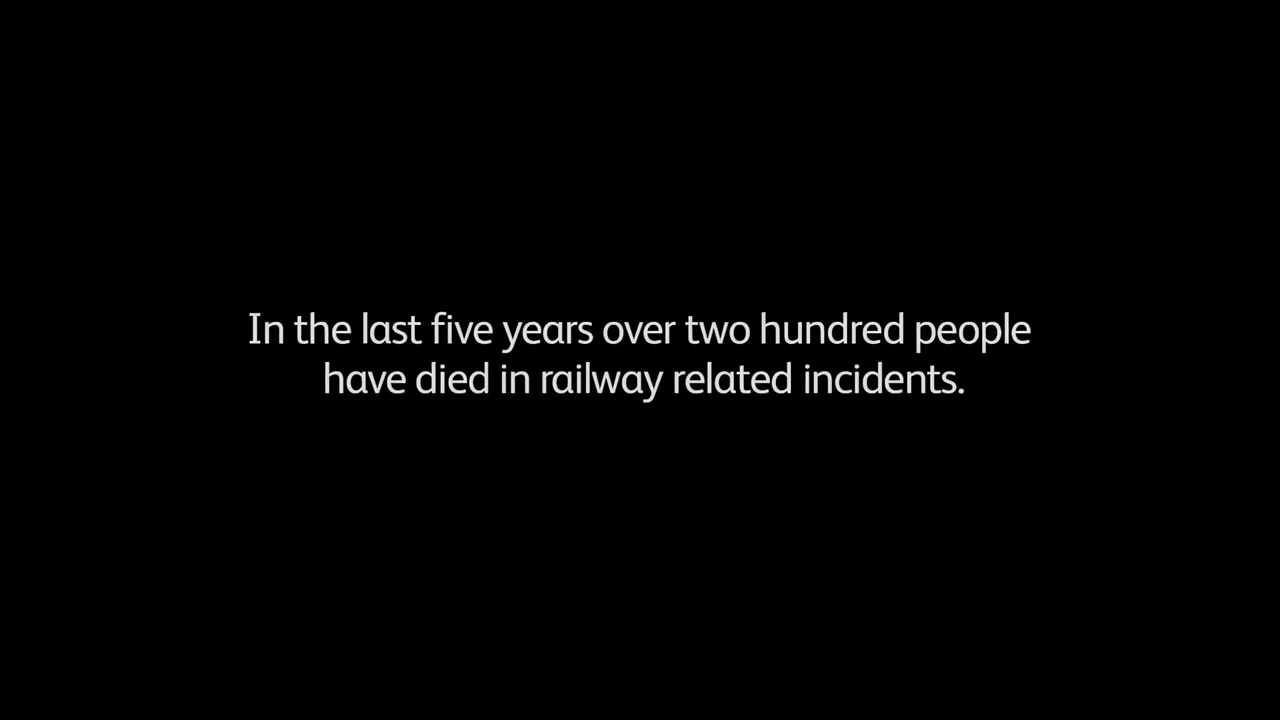 In the last five years over two hundred people
have died in railway related incidents.